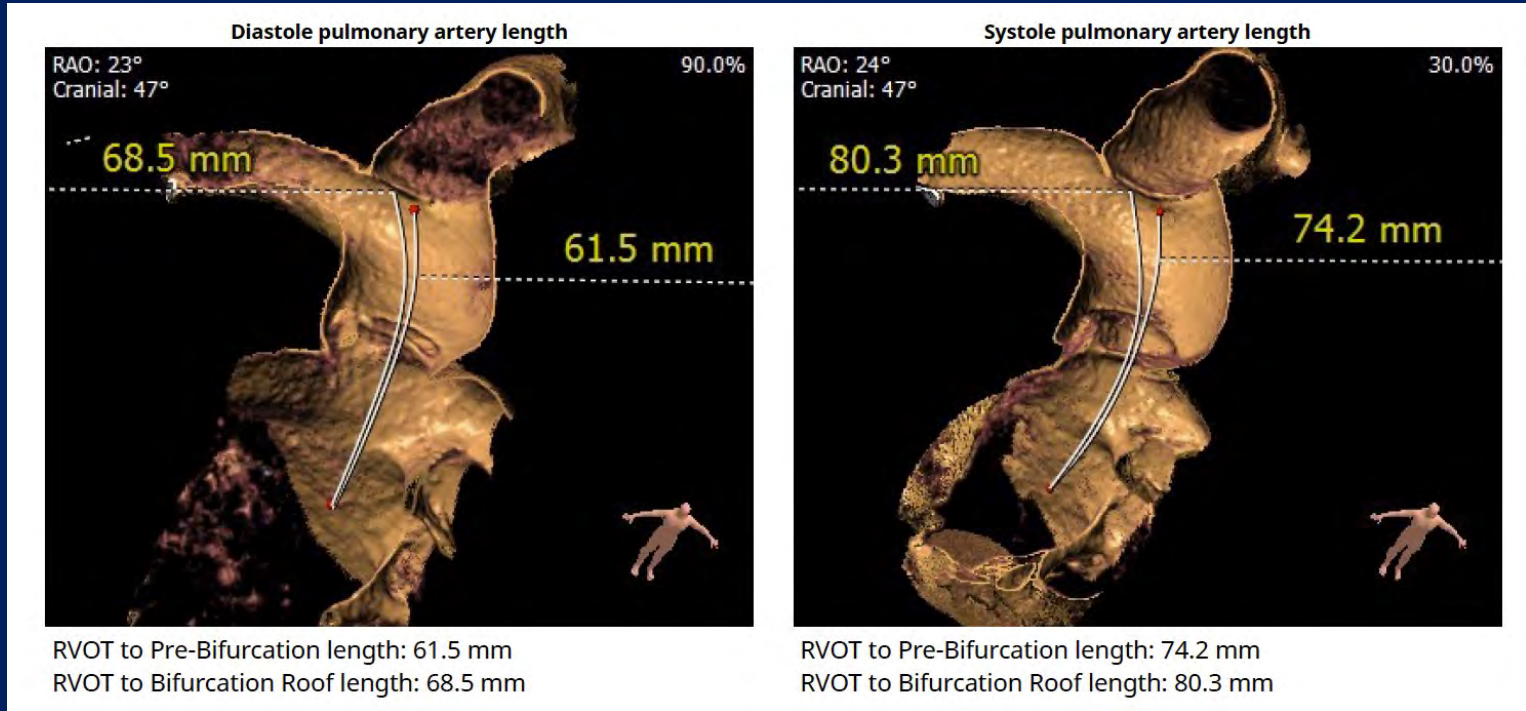 Diastole pulmonary artery length
RAO: 23°
Cranial: 47°
90.0%
68.5 mm
61.5 mm
RVOT to Pre-Bifurcation length: 61.5 mm
RVOT to Bifurcation Roof length: 68.5 mm
Systole pulmonary artery length
RAO: 24°
Cranial: 47°
30.0%
80.3 mm
74.2 mm
RVOT to Pre-Bifurcation length: 74.2 mm
RVOT to Bifurcation Roof length: 80.3 mm